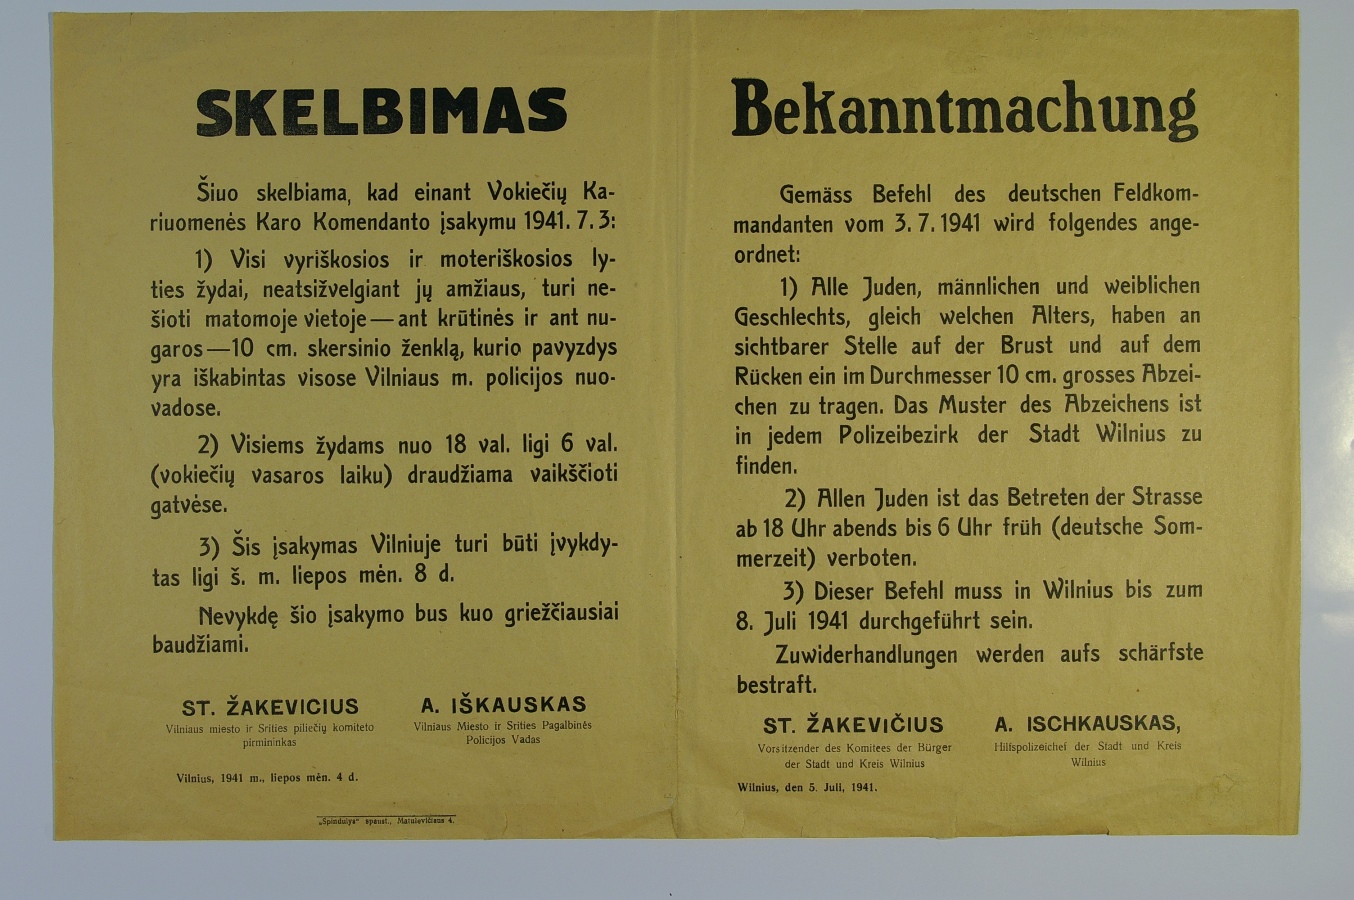 SKELBIMAS
Šiuo skelbiama, kad einant Vokiečių Ka-
riuomenės Karo Komendanto įsakymu 1941. 7. 3:
1) Visi vyriškosios ir moteriškosios ly-
ties žydai, neatsižvelgiant jų amžiaus, turi ne-
šioti matomoje vietoje — ant krūtinės ir ant nu-
garos — 10 cm. skersinio ženklą, kurio pavyzdys
yra iškabintas visose Vilniaus m. policijos nuo-
vadose.
2) Visiems žydams nuo 18 val. ligi 6 val.
(vokiečių vasaros laiku) draudžiama vaikščioti
gatvėse.
3) Šis įsakymas Vilniuje turi būti įvykdy-
tas ligi š. m. liepos mėn. 8 d.
Nevykdę šio įsakymo bus kuo griežčiausiai
baudžiami.
ST. ŽAKEVICIUS
Vilniaus miesto ir Srities piliečių komiteto
pirmininkas
A. IŠKAUSKAS
Vilniaus Miesto ir Srities Pagalbinės
Policijos Vadas
Vilnius, 1941 m., liepos mėn. 4 d.
„Spindulys“ spaust., Matulevičiaus 4.
Bekanntmachung
Gemäss Befehl des deutschen Feldkom-
mandanten vom 3. 7. 1941 wird folgendes ange-
ordnet:
1) Alle Juden, männlichen und weiblichen
Geschlechts, gleich welchen Alters, haben an
sichtbarer Stelle auf der Brust und auf dem
Rücken ein im Durchmesser 10 cm. grosses Abzei-
chen zu tragen. Das Muster des Abzeichens ist
in jedem Polizeibezirk der Stadt Wilnius zu
finden.
2) Allen Juden ist das Betreten der Strasse
ab 18 Uhr abends bis 6 Uhr früh (deutsche Som-
merzeit) verboten.
3) Dieser Befehl muss in Wilnius bis zum
8. Juli 1941 durchgeführt sein.
Zuwiderhandlungen werden aufs schärfste
bestraft.
ST. ŽAKEVIČIUS
Vorsitzender des Komitees der Bürger
der Stadt und Kreis Wilnius
A. ISCHKAUSKAS,
Hilfspolizeichef der Stadt und Kreis
Wilnius
Wilnius, den 5. Juli, 1941.